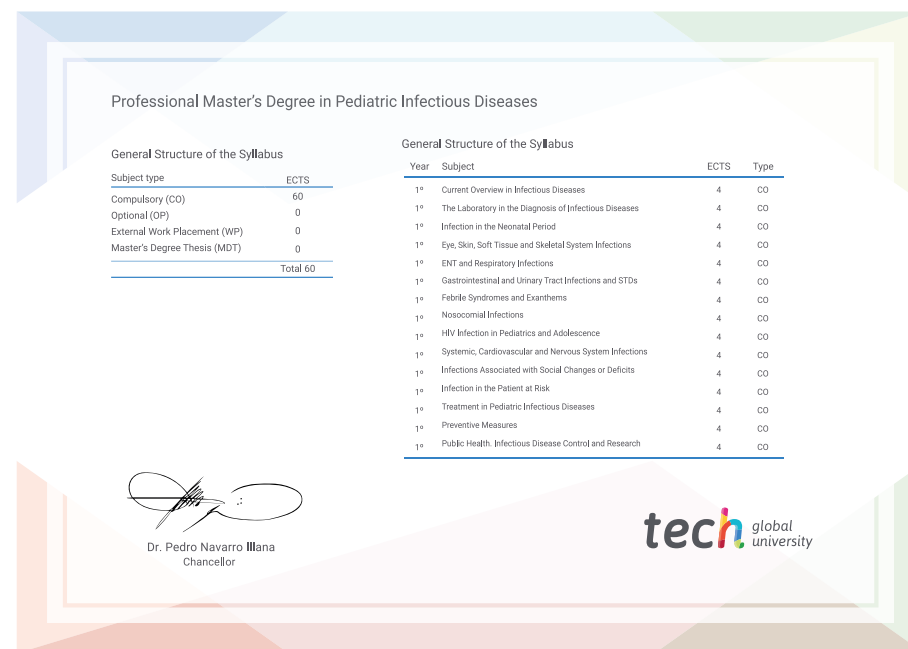 Professional Master's Degree in Pediatric Infectious Diseases
General Structure of the Syllabus
Subject type ECTS
Compulsory (CO) 60
Optional (OP) 0
External Work Placement (WP) 0
Master's Degree Thesis (MDT) 0
Total 60
General Structure of the Syllabus
Year Subject ECTS Type
1º Current Overview in Infectious Diseases 4 CO
1º The Laboratory in the Diagnosis of Infectious Diseases 4 CO
1º Infection in the Neonatal Period 4 CO
1º Eye, Skin, Soft Tissue and Skeletal System Infections 4 CO
1º ENT and Respiratory Infections 4 CO
1º Gastrointestinal and Urinary Tract Infections and STDs 4 CO
1º Febrile Syndromes and Exanthems 4 CO
1º Nosocomial Infections 4 CO
1º HIV Infection in Pediatrics and Adolescence 4 CO
1º Systemic, Cardiovascular and Nervous System Infections 4 CO
1º Infections Associated with Social Changes or Deficits 4 CO
1º Infection in the Patient at Risk 4 CO
1º Treatment in Pediatric Infectious Diseases 4 CO
1º Preventive Measures 4 CO
1º Public Health. Infectious Disease Control and Research 4 CO
Dr. Pedro Navarro Illana
Chancellor
tech global
university